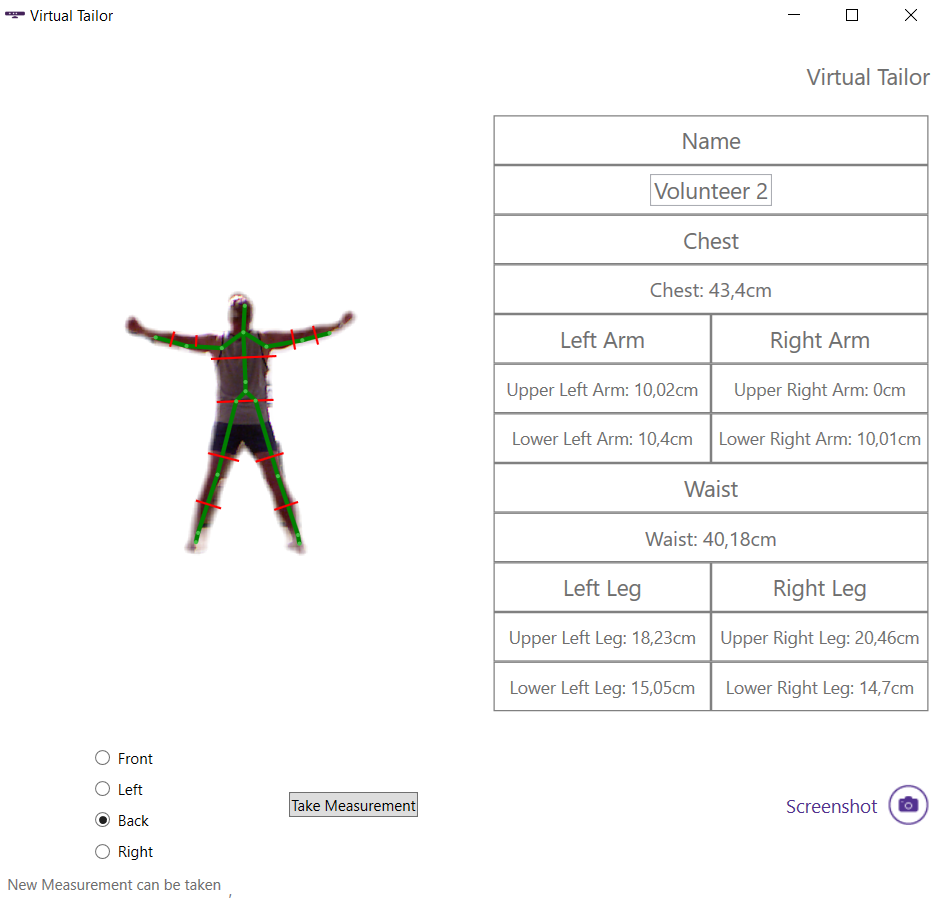 Virtual Tailor
Virtual Tailor
Name
Volunteer 2
Chest
Chest: 43,4cm
Left Arm
Right Arm
Upper Left Arm: 10,02cm
Upper Right Arm: 0cm
Lower Left Arm: 10,4cm
Lower Right Arm: 10,01cm
Waist
Waist: 40,18cm
Left Leg
Right Leg
Upper Left Leg: 18,23cm
Upper Right Leg: 20,46cm
Lower Left Leg: 15,05cm
Lower Right Leg: 14,7cm
Front
Left
Back
Right
Take Measurement
Screenshot
New Measurement can be taken ,